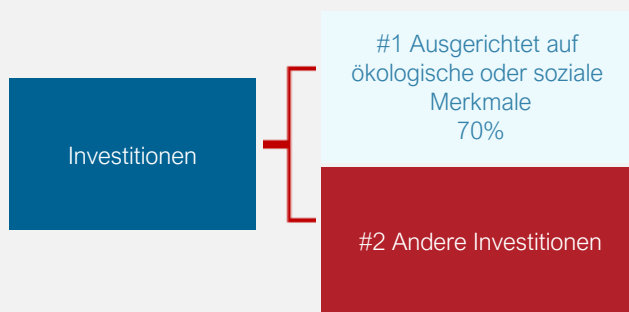 #1 Ausgerichtet auf
ökologische oder soziale
Merkmale
70%
Investitionen
#2 Andere Investitionen